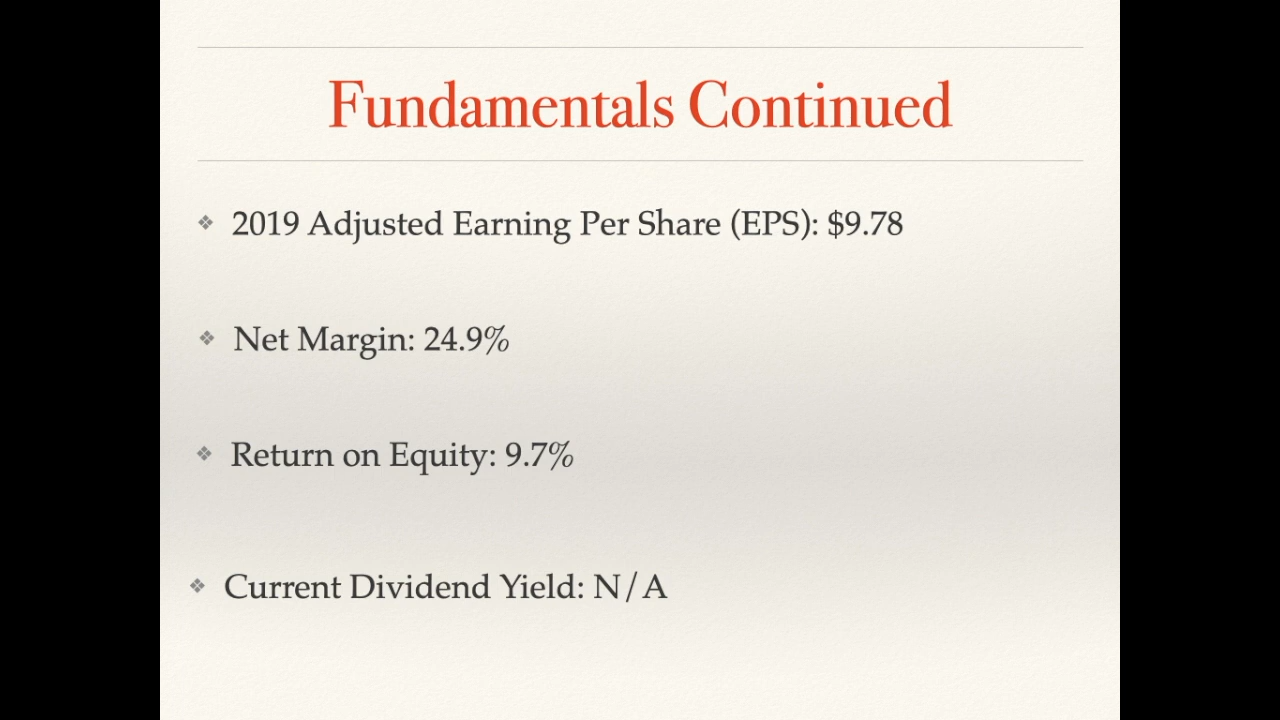 Fundamentals Continued
❖ 2019 Adjusted Earning Per Share (EPS): $9.78
❖ Net Margin: 24.9%
❖ Return on Equity: 9.7%
❖ Current Dividend Yield: N/A